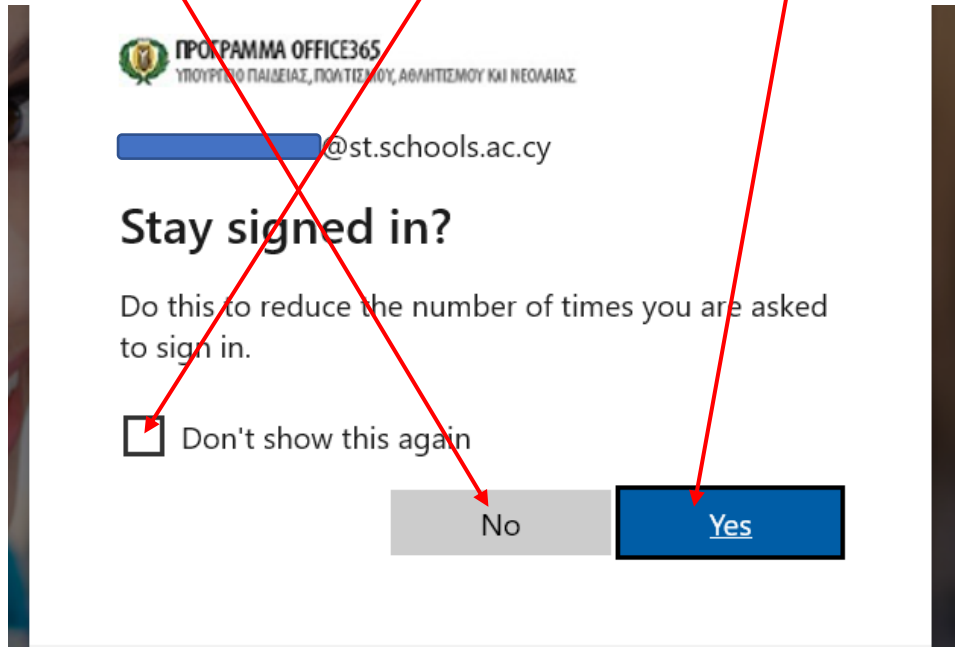 ΠΡΟΓΡΑΜΜΑ OFFICE365
ΥΠΟΥΡΓΕΙΟ ΠΑΙΔΕΙΑΣ, ΠΟΛΙΤΙΣΜΟΥ, ΑΘΛΗΤΙΣΜΟΥ ΚΑΙ ΝΕΟΛΑΙΑΣ
@st.schools.ac.cy
Stay signed in?
Do this to reduce the number of times you are asked
to sign in.
Don't show this again
No
Yes